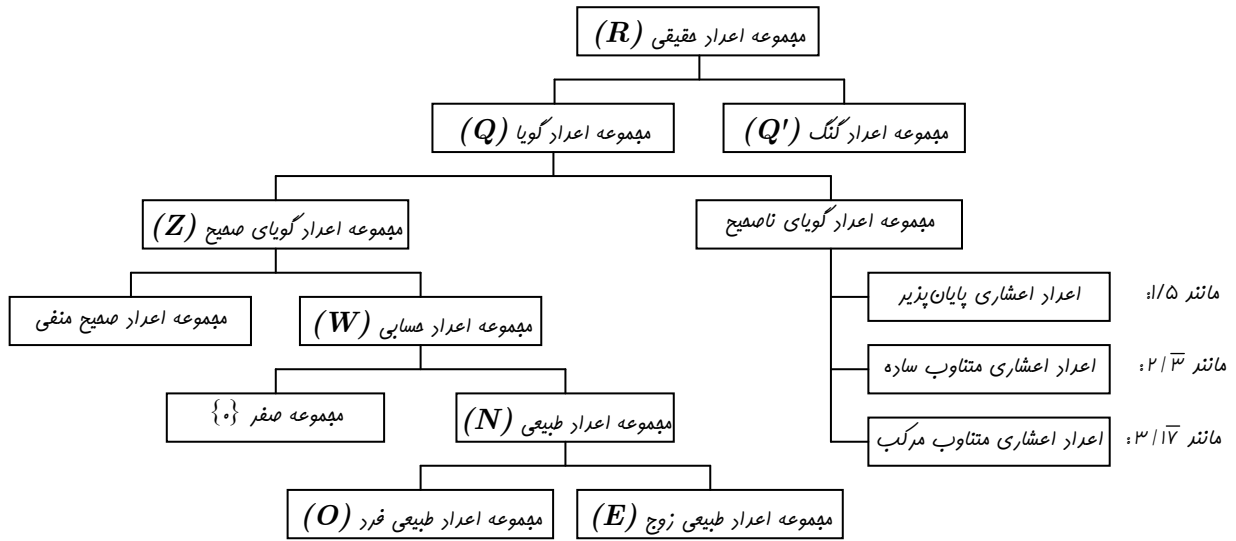 مجموعه اعداد حقیقی (R)
مجموعه اعداد گنگ (Q')
مجموعه اعداد گویا (Q)
مجموعه اعداد گویای ناصحیح
مجموعه اعداد گویای صحیح (Z)
اعداد اعشاری پایان‌پذیر
مانند ۱/۵:
مجموعه اعداد حسابی (W)
مجموعه اعداد صحیح منفی
اعداد اعشاری متناوب ساده
مانند ۲/۳̅:
مجموعه اعداد طبیعی (N)
مجموعه صفر {۰}
اعداد اعشاری متناوب مرکب
مانند ۳/۱۷̅:
مجموعه اعداد طبیعی زوج (E)
مجموعه اعداد طبیعی فرد (O)